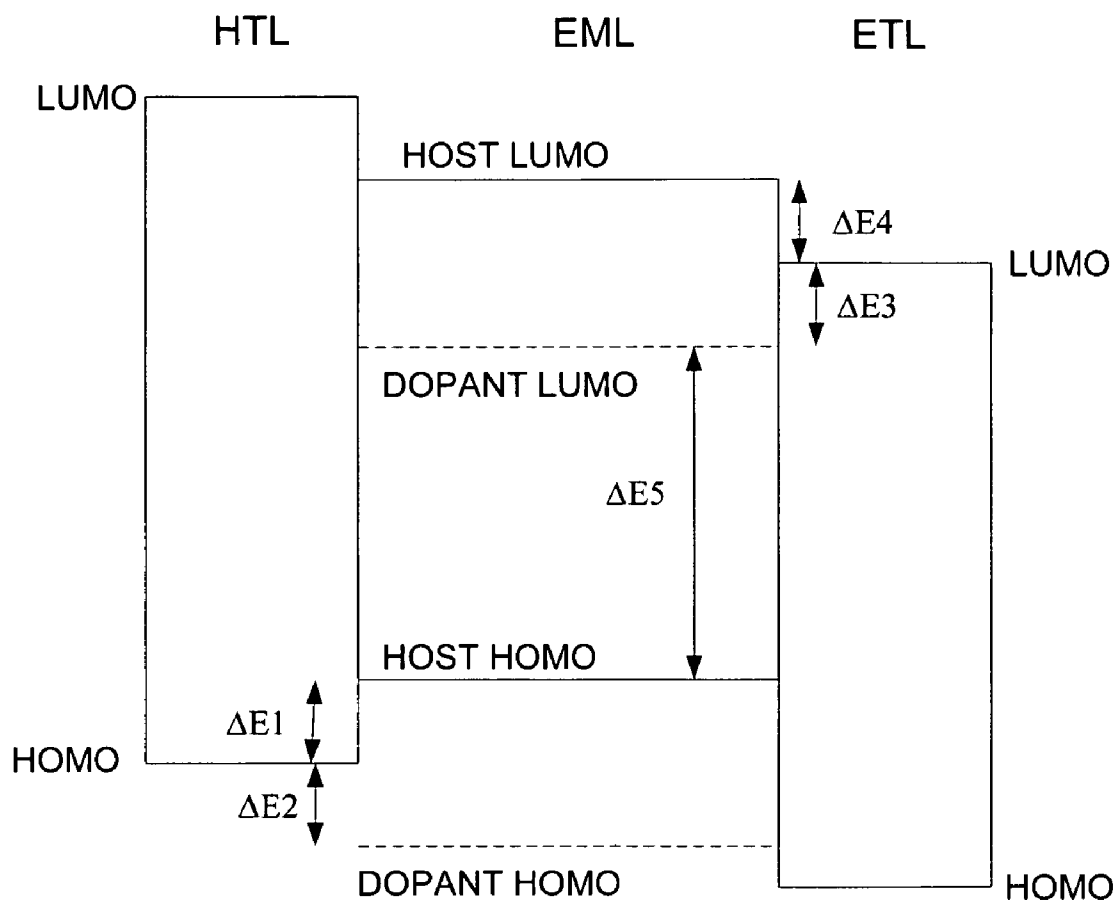 HTL
EML
ETL
LUMO
HOST LUMO
ΔE4
LUMO
ΔE3
DOPANT LUMO
ΔE5
HOST HOMO
ΔE1
HOMO
ΔE2
DOPANT HOMO
HOMO